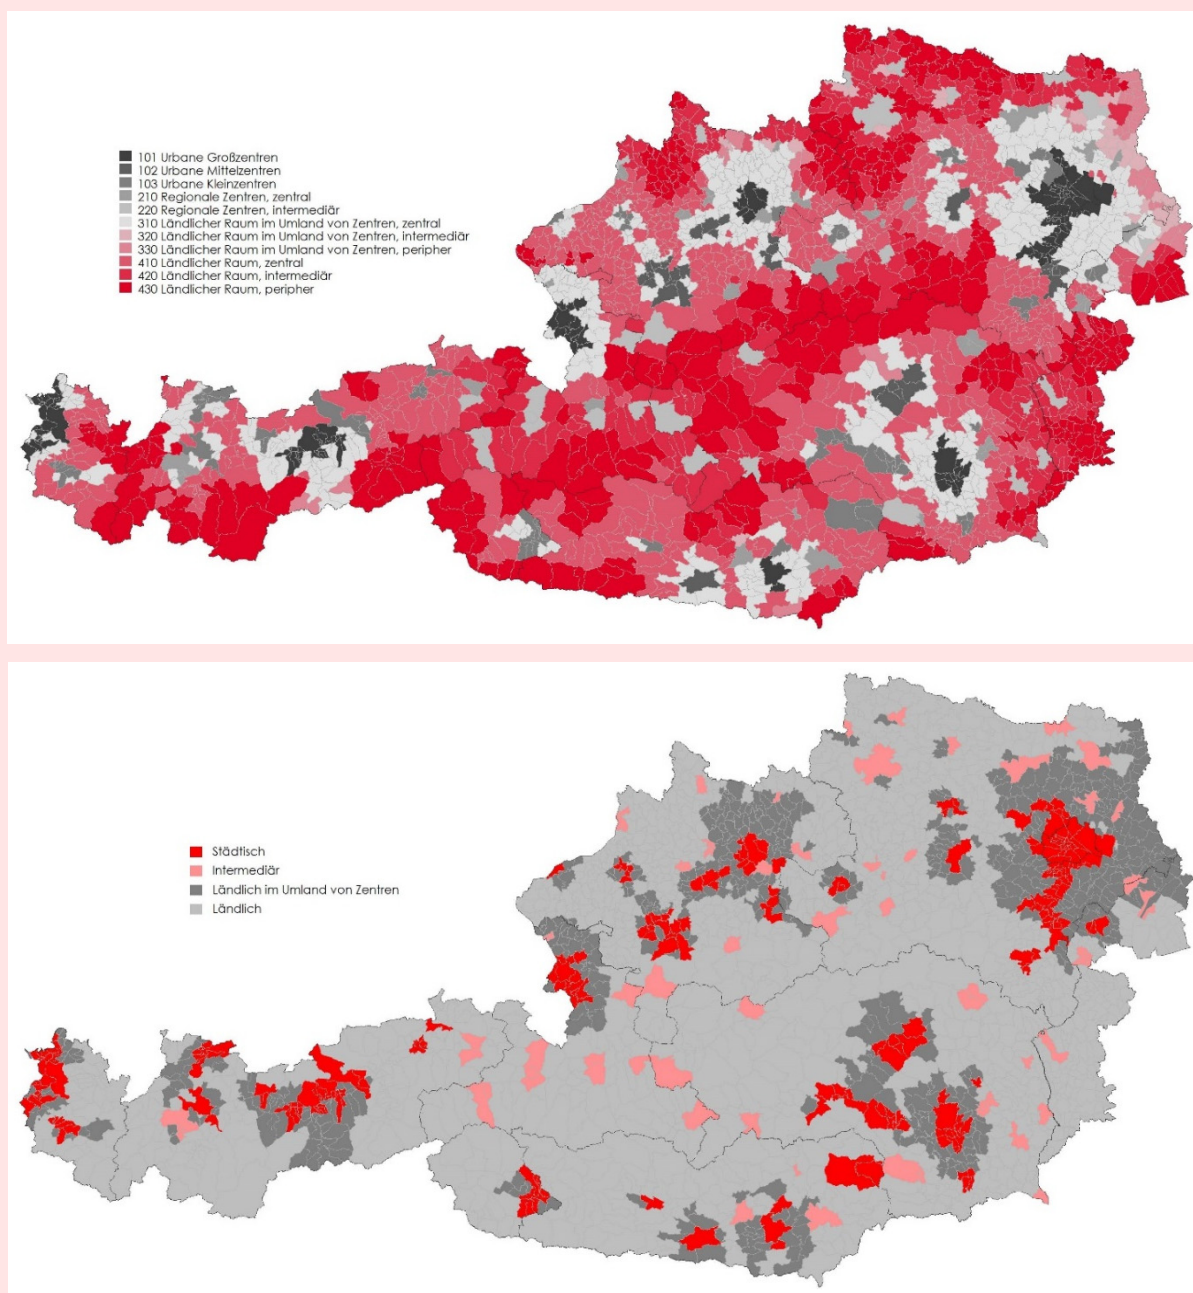 101 Urbane Großzentren
102 Urbane Mittelzentren
103 Urbane Kleinzentren
210 Regionale Zentren, zentral
220 Regionale Zentren, intermediär
310 Ländlicher Raum im Umland von Zentren, zentral
320 Ländlicher Raum im Umland von Zentren, intermediär
330 Ländlicher Raum im Umland von Zentren, peripher
410 Ländlicher Raum, zentral
420 Ländlicher Raum, intermediär
430 Ländlicher Raum, peripher
Städtisch
Intermediär
Ländlich im Umland von Zentren
Ländlich